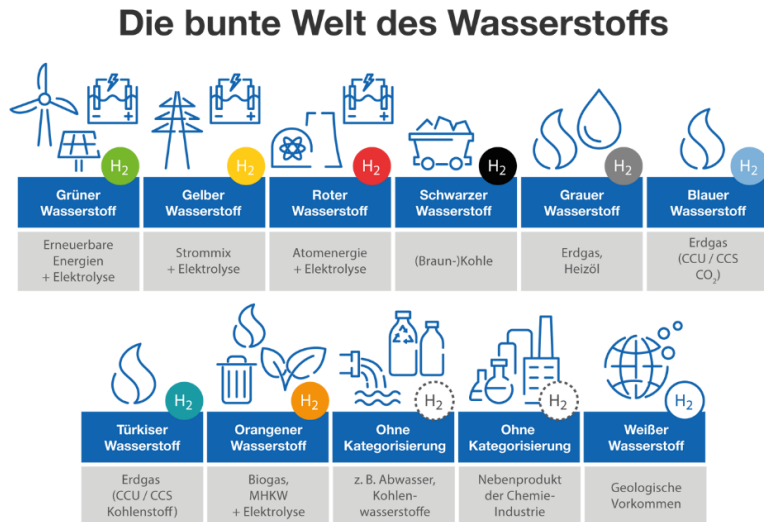 Die bunte Welt des Wasserstoffs
H2
H2
H2
H2
H2
H2
Grüner
Wasserstoff
Gelber
Wasserstoff
Roter
Wasserstoff
Schwarzer
Wasserstoff
Grauer
Wasserstoff
Blauer
Wasserstoff
Erneuerbare
Energien
+ Elektrolyse
Strommix
+ Elektrolyse
Atomenergie
+ Elektrolyse
(Braun-)Kohle
Erdgas,
Heizöl
Erdgas
(CCU / CCS
CO2)
H2
H2
H2
H2
H2
Türkiser
Wasserstoff
Orangener
Wasserstoff
Ohne
Kategorisierung
Ohne
Kategorisierung
Weißer
Wasserstoff
Erdgas
(CCU / CCS
Kohlenstoff)
Biogas,
MHKW
+ Elektrolyse
z. B. Abwasser,
Kohlen-
wasserstoffe
Nebenprodukt
der Chemie-
Industrie
Geologische
Vorkommen